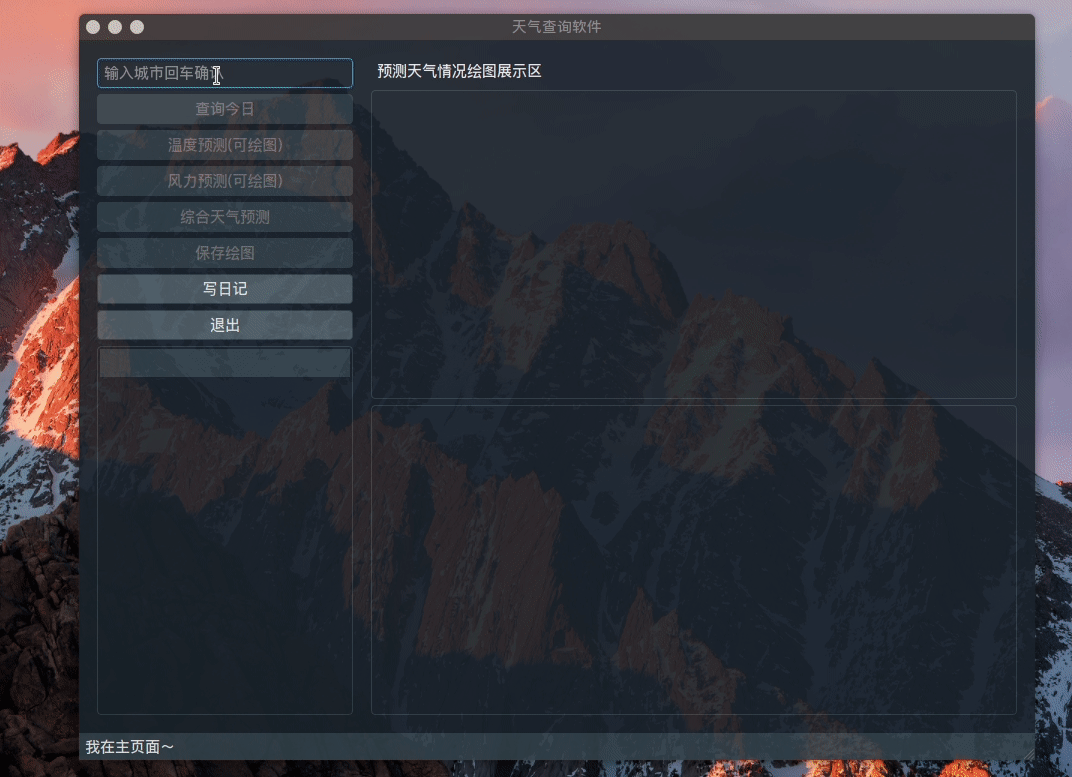 天气查询软件
输入城市回车确认
查询今日
温度预测(可绘图)
风力预测(可绘图)
综合天气预测
保存绘图
写日记
退出
预测天气情况绘图展示区
我在主页面～